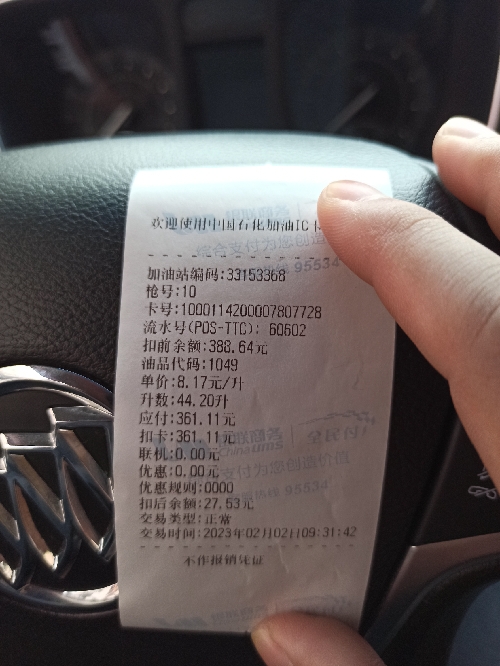 欢迎使用中国石化加油IC卡
加油站编码:33153368
枪号:10
卡号:1000114200007807728
流水号(POS-TTC): 60602
扣前余额:388.64元
油品代码:1049
单价:8.17元/升
升数:44.20升
应付:361.11元
扣卡:361.11元
联机:0.00元
优惠:0.00元
优惠规则:0000
扣后余额:27.53元
交易类型:正常
交易时间:2023年02月02日09:31:42
不作报销凭证